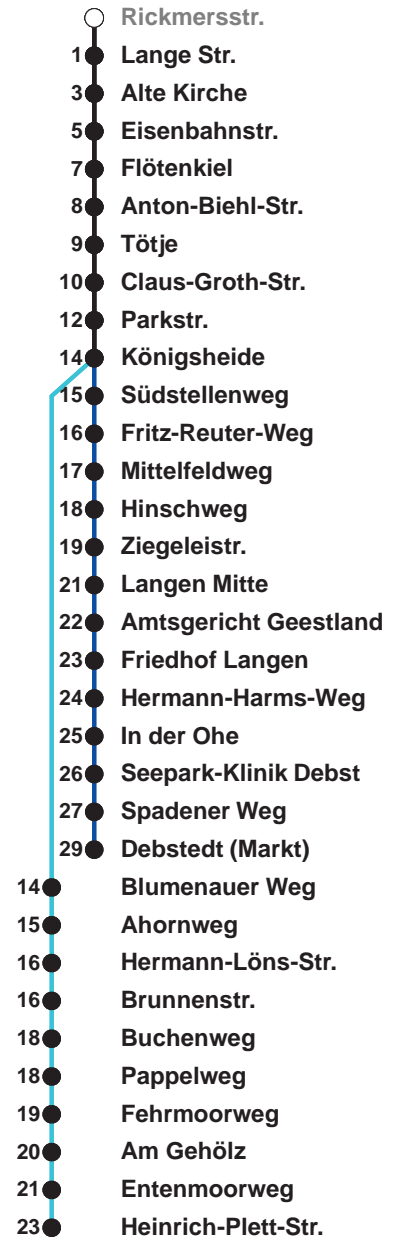 Rickmersstr.
1 Lange Str.
3 Alte Kirche
5 Eisenbahnstr.
7 Flötenkiel
8 Anton-Biehl-Str.
9 Tötje
10 Claus-Groth-Str.
12 Parkstr.
14 Königsheide
15 Südstellenweg
16 Fritz-Reuter-Weg
17 Mittelfeldweg
18 Hinschweg
19 Ziegeleistr.
21 Langen Mitte
22 Amtsgericht Geestland
23 Friedhof Langen
24 Hermann-Harms-Weg
25 In der Ohe
26 Seepark-Klinik Debst
27 Spadener Weg
29 Debstedt (Markt)
14 Blumenauer Weg
15 Ahornweg
16 Hermann-Löns-Str.
16 Brunnenstr.
18 Buchenweg
18 Pappelweg
19 Fehrmoorweg
20 Am Gehölz
21 Entenmoorweg
23 Heinrich-Plett-Str.